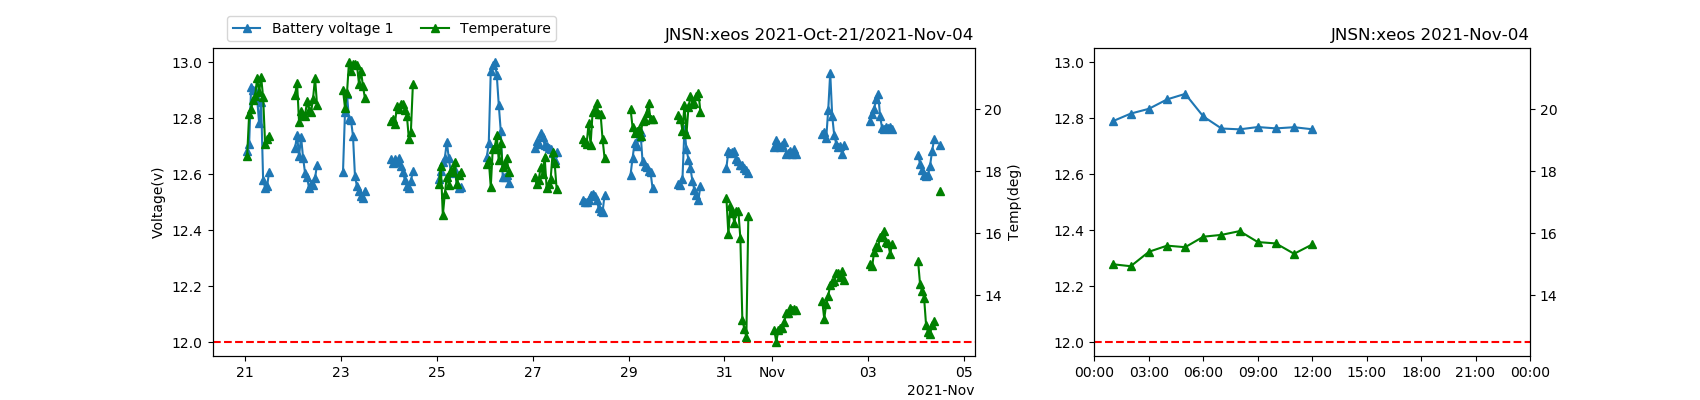 Battery voltage 1 Temperature
JNSN:xeos 2021-Oct-21/2021-Nov-04
Voltage(v)
13.0
12.8
12.6
12.4
12.2
12.0
20
18
16
14
Temp(deg)
21 23 25 27 29 31 Nov 03 05
2021-Nov
JNSN:xeos 2021-Nov-04
13.0
12.8
12.6
12.4
12.2
12.0
20
18
16
14
00:00 03:00 06:00 09:00 12:00 15:00 18:00 21:00 00:00